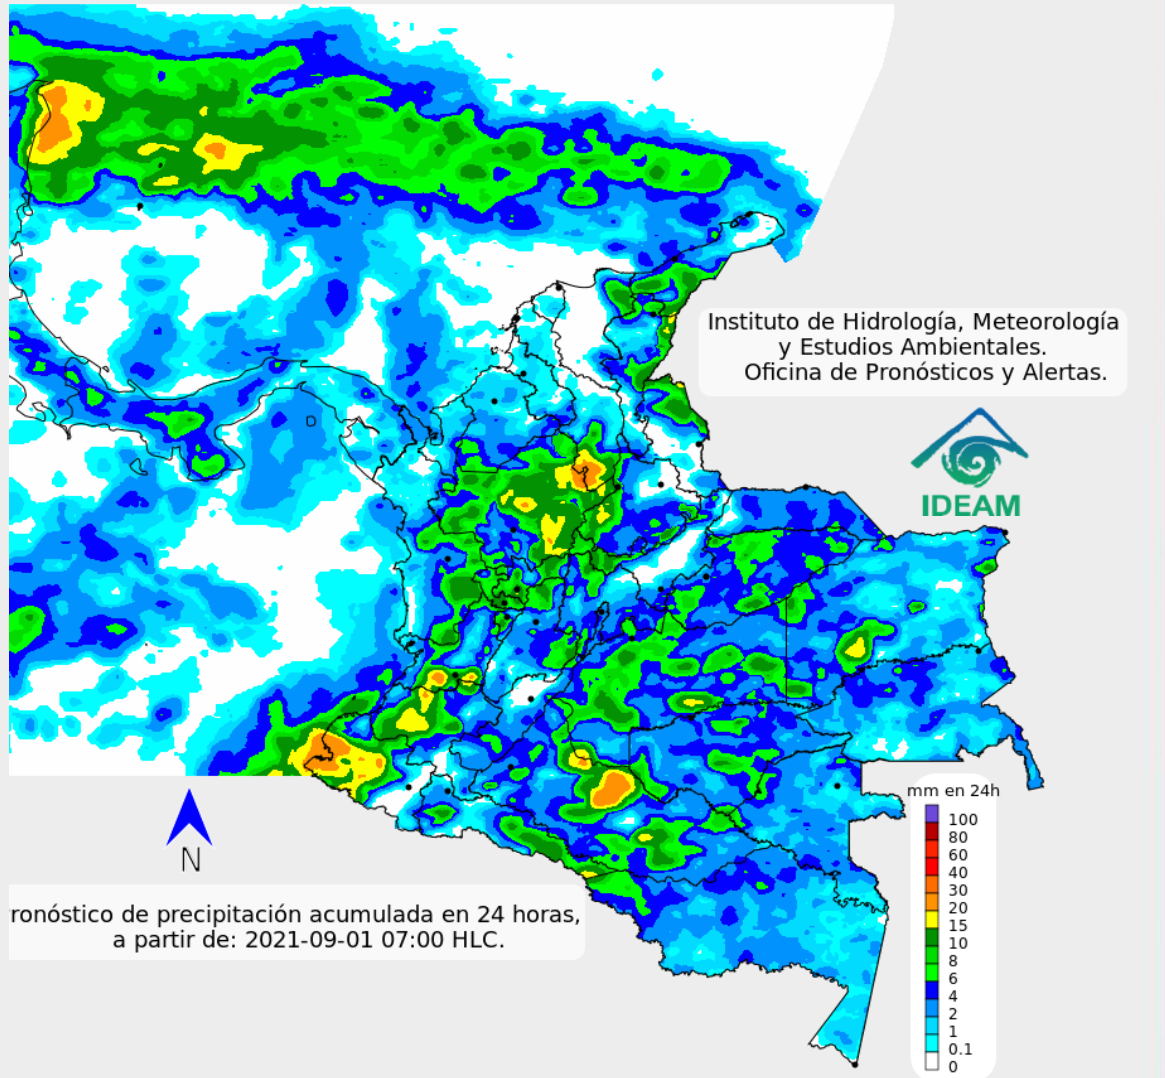 Instituto de Hidrología, Meteorología
y Estudios Ambientales.
Oficina de Pronósticos y Alertas.
IDEAM
mm en 24h
100
80
60
40
30
20
15
10
8
6
4
2
1
0.1
0
N
ronóstico de precipitación acumulada en 24 horas,
a partir de: 2021-09-01 07:00 HLC.